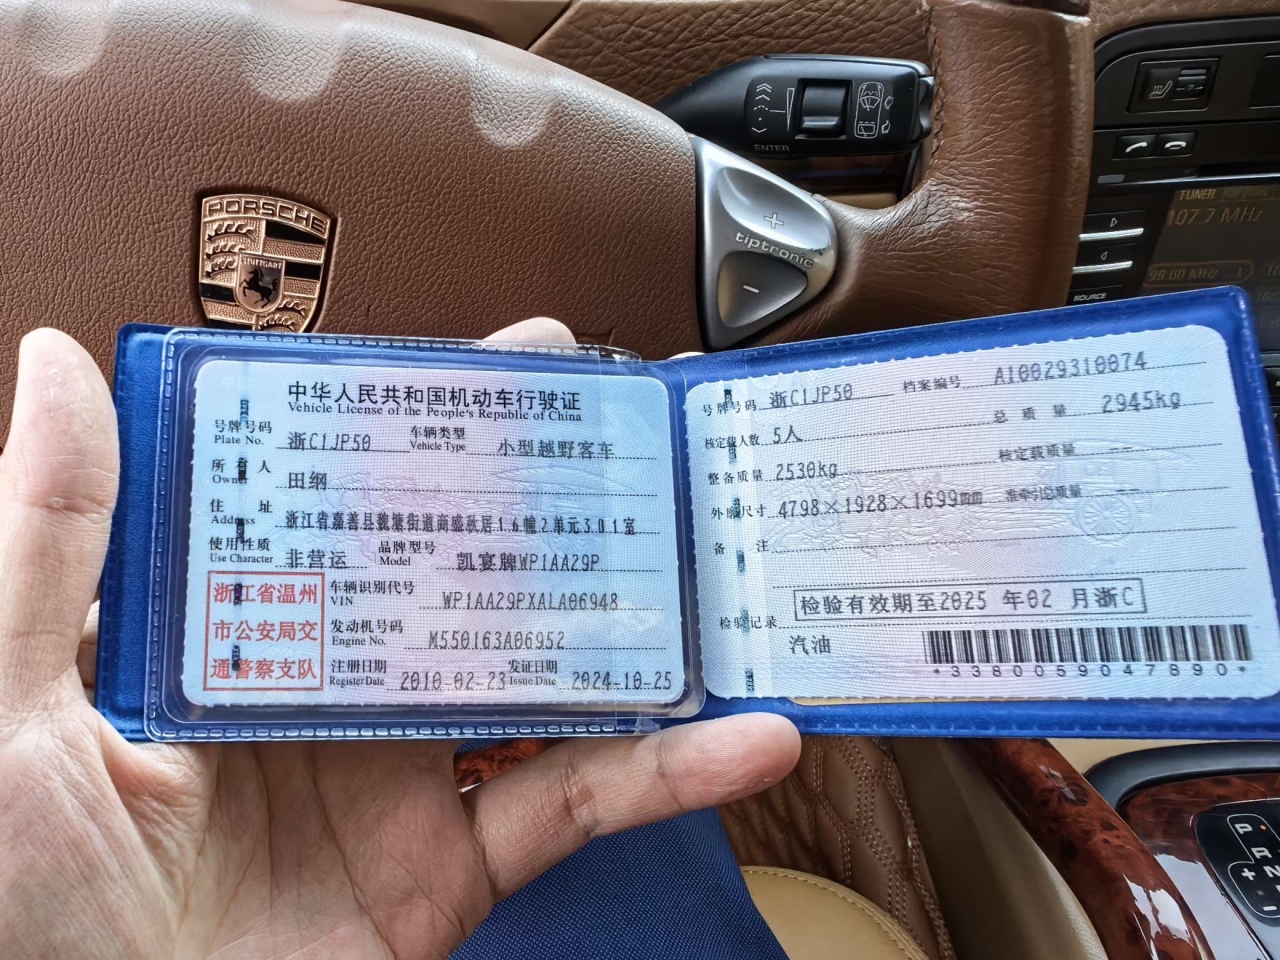 PORSCHE
STUTTGART
ENTER
+
tiptronic
-
TUNER
107.7 MHz
99.00 MHz
SOURCE
中华人民共和国机动车行驶证
Vehicle License of the People's Republic of China
号牌号码 浙C1JP50 车辆类型 小型越野客车
Plate No. Vehicle Type
所有人 田纲
Owner
住址 浙江省嘉善县魏塘街道商盛秋居16幢2单元301室
Address
使用性质 非营运 品牌型号 凯宴牌WP1AA29P
Use Character Model
浙江省温州
市公安局交
通警察支队
车辆识别代号 WP1AA29PXALA06948
VIN
发动机号码 M550163A06952
Engine No.
注册日期 2010-02-23 发证日期 2024-10-25
Register Date Issue Date
号牌号码 浙C1JP50 档案编号 A10029310074
核定载人数 5人 总质量 2945kg
整备质量 2530kg 核定载质量 --
外廓尺寸 4798×1928×1699mm 准牵引总质量 --
备注
检验有效期至2025 年02 月浙C
检验记录
汽油
*3380059047890*
P
R
N
+
-